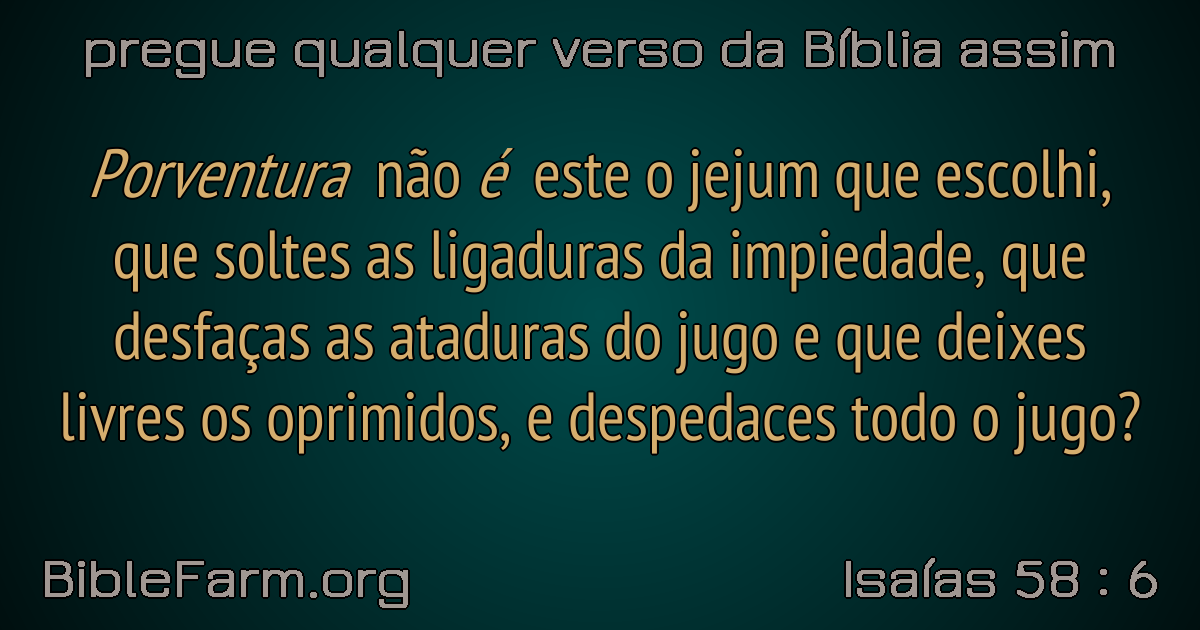 pregue qualquer verso da Bíblia assim
Porventura não é este o jejum que escolhi,
que soltes as ligaduras da impiedade, que
desfaças as ataduras do jugo e que deixes
livres os oprimidos, e despedaces todo o jugo?
BibleFarm.org
Isaías 58 : 6